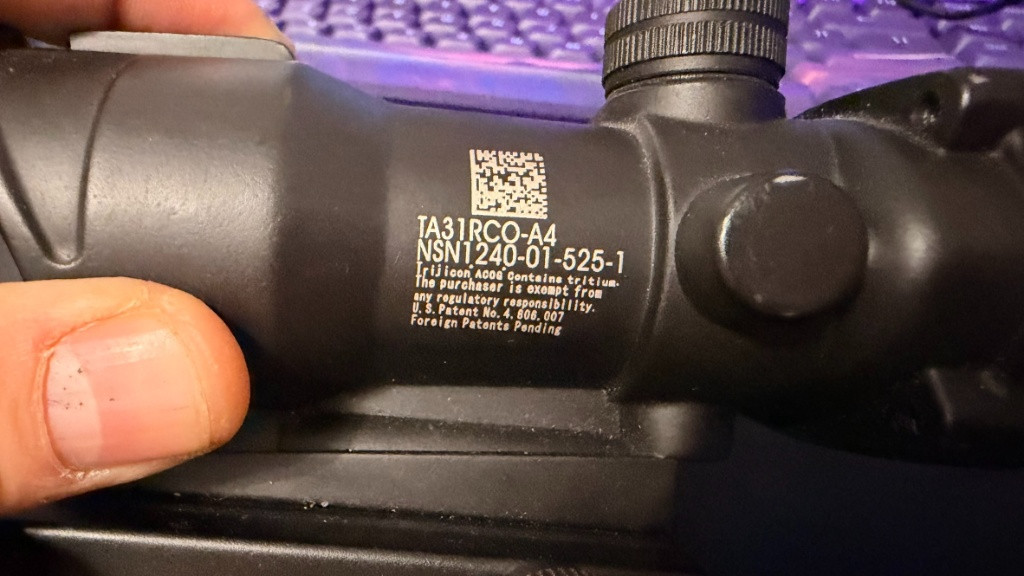 TA31RCO-A4
NSN1240-01-525-1
Trijicon® ACOG® Contains tritium.
The purchaser is exempt from
any regulatory responsibility.
U.S. Patent No. 4,806,007
Foreign Patents Pending